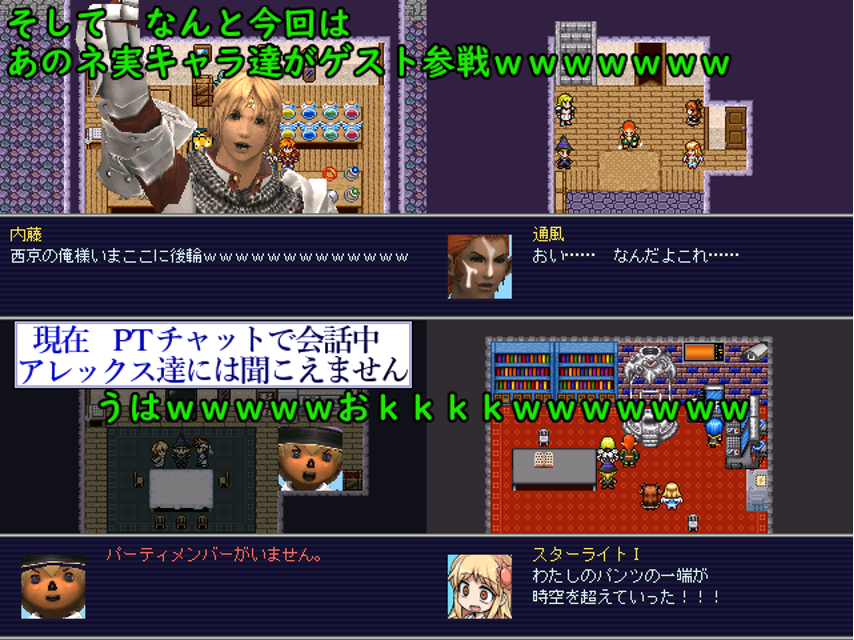 そして　なんと今回は
あのネ実キャラ達がゲスト参戦ｗｗｗｗｗｗｗ
内藤
西京の俺様いまここに後輪ｗｗｗｗｗｗｗｗｗｗｗｗｗ
通風
おい……　なんだよこれ……
現在　PTチャットで会話中
アレックス達には聞こえません
うはｗｗｗｗｗおｋｋｋｋｗｗｗｗｗｗｗ
パーティメンバーがいません。
スターライトⅠ
わたしのパンツの一端が
時空を超えていった！！！